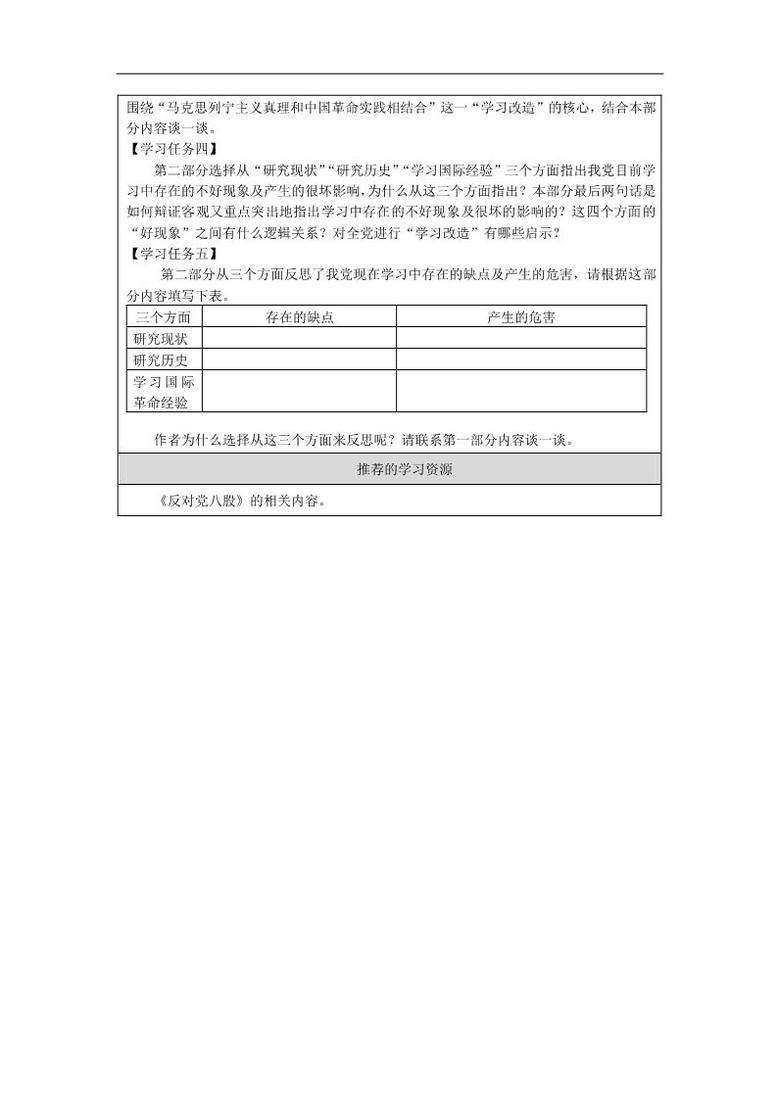 围绕“马克思列宁主义真理和中国革命实践相结合”这一“学习改造”的核心，结合本部
分内容谈一谈。
【学习任务四】
第二部分选择从“研究现状”“研究历史”“学习国际经验”三个方面指出我党目前学
习中存在的不好现象及产生的很坏影响，为什么从这三个方面指出？本部分最后两句话是
如何辩证客观又重点突出地指出学习中存在的不好现象及很坏的影响的？这四个方面的
“好现象”之间有什么逻辑关系？对全党进行“学习改造”有哪些启示？
【学习任务五】
第二部分从三个方面反思了我党现在学习中存在的缺点及产生的危害，请根据这部
分内容填写下表。
三个方面 存在的缺点 产生的危害
研究现状
研究历史
学习国际
革命经验
作者为什么选择从这三个方面来反思呢？请联系第一部分内容谈一谈。
推荐的学习资源
《反对党八股》的相关内容。